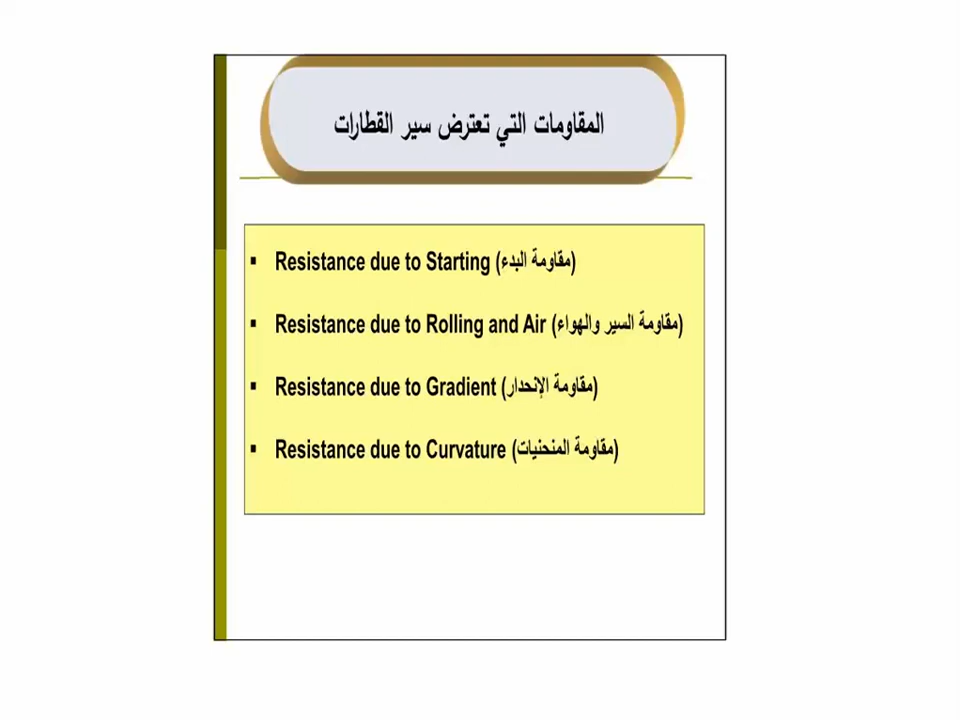 المقاومات التي تعترض سير القطارات
▪ Resistance due to Starting (مقاومة البدء)
▪ Resistance due to Rolling and Air (مقاومة السير والهواء)
▪ Resistance due to Gradient (مقاومة الإنحدار)
▪ Resistance due to Curvature (مقاومة المنحنيات)